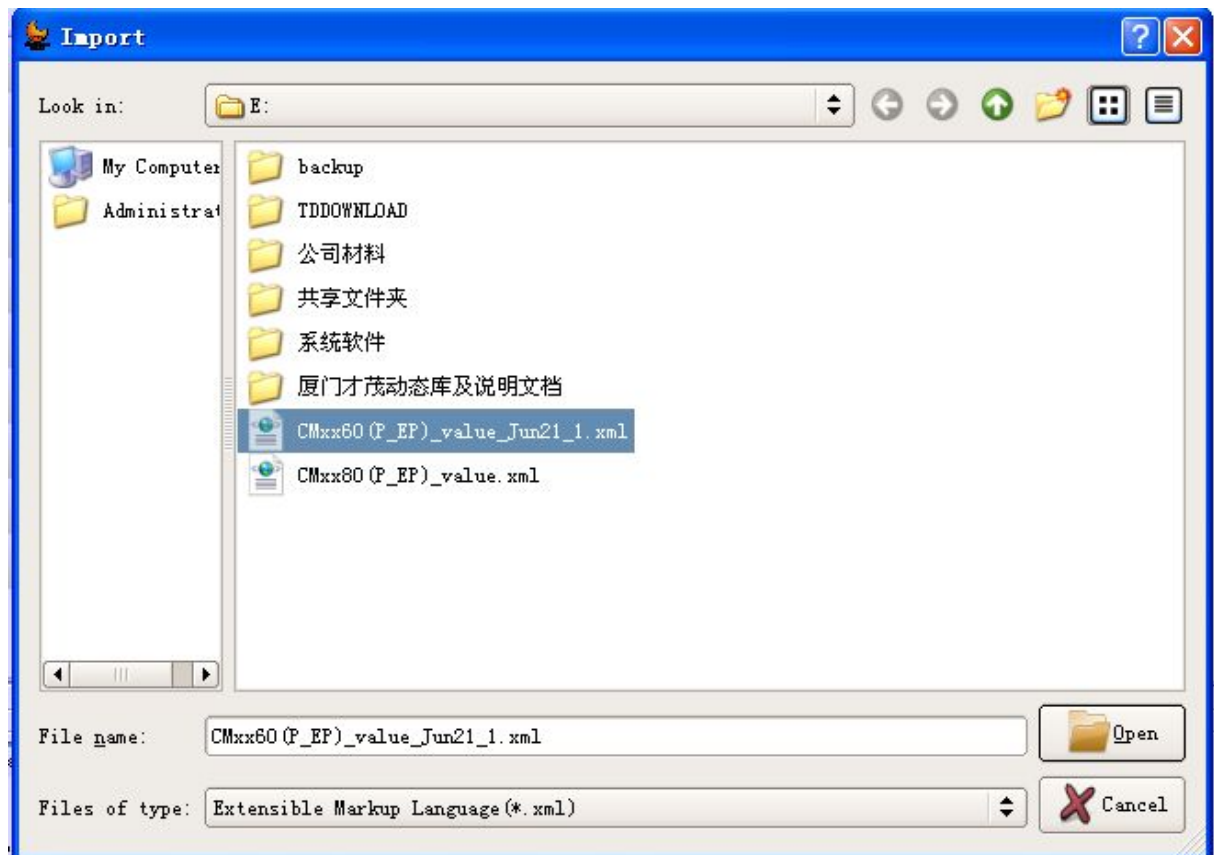 Import
Look in:
E:
My Computer
Administrat
backup
TDDOWNLOAD
公司材料
共享文件夹
系统软件
厦门才茂动态库及说明文档
CMxx60(P_EP)_value_Jun21_1.xml
CMxx80(P_EP)_value.xml
File name:
CMxx60(P_EP)_value_Jun21_1.xml
Open
Files of type:
Extensible Markup Language(*.xml)
Cancel